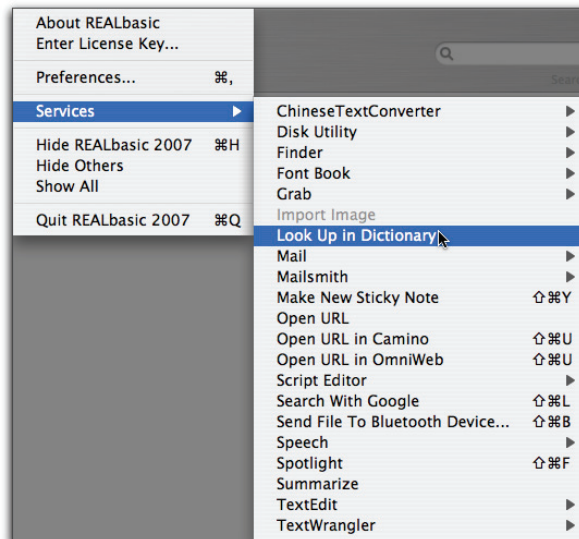 About REALbasic
Enter License Key...
Preferences... ⌘,
Services
Hide REALbasic 2007 ⌘H
Hide Others
Show All
Quit REALbasic 2007 ⌘Q
Sear
ChineseTextConverter
Disk Utility
Finder
Font Book
Grab
Import Image
Look Up in Dictionary
Mail
Mailsmith
Make New Sticky Note ⇧⌘Y
Open URL
Open URL in Camino ⇧⌘U
Open URL in OmniWeb ⇧⌘U
Script Editor
Search With Google ⇧⌘L
Send File To Bluetooth Device... ⇧⌘B
Speech
Spotlight ⇧⌘F
Summarize
TextEdit
TextWrangler